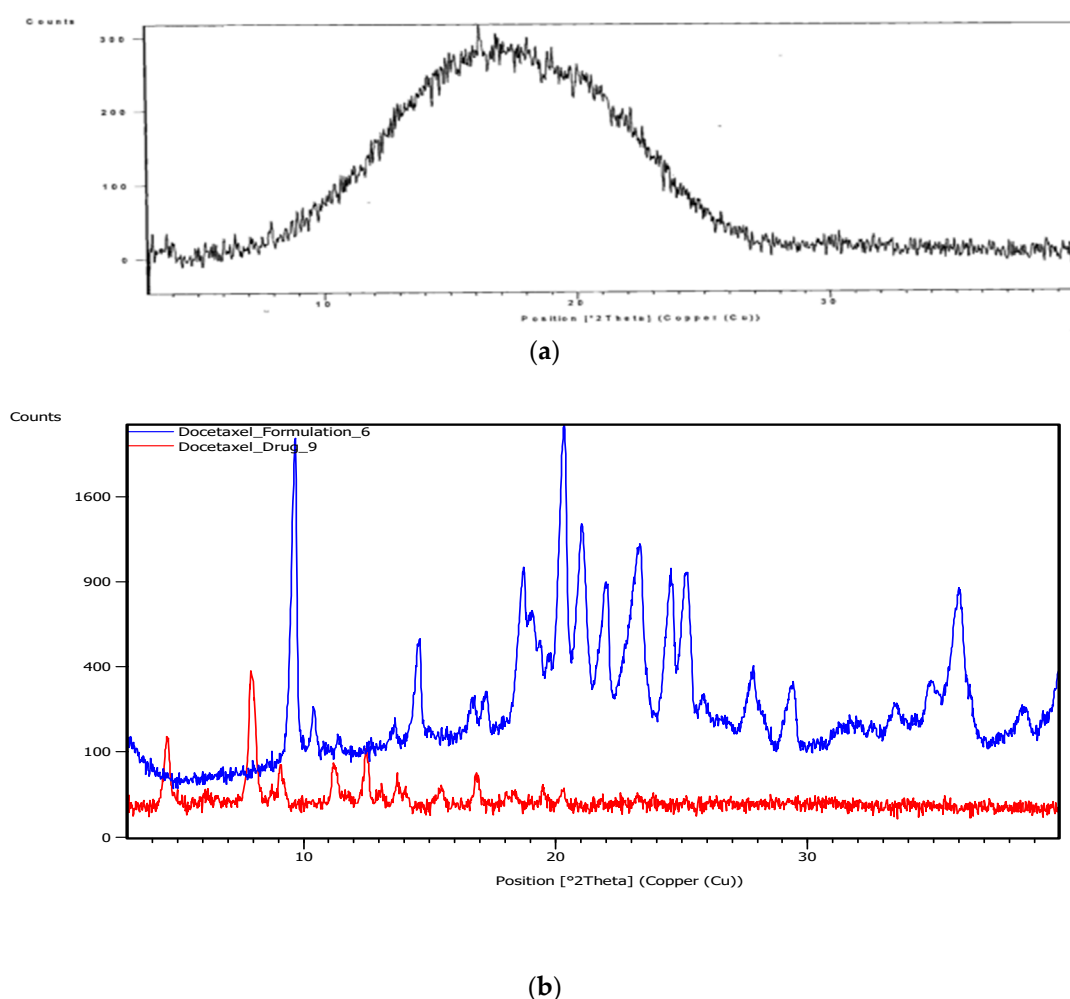 Counts
300
200
100
0
10 20 30
Position [°2Theta] (Copper (Cu))
(a)
Counts
Docetaxel_Formulation_6
Docetaxel_Drug_9
1600
900
400
100
0
10 20 30
Position [°2Theta] (Copper (Cu))
(b)